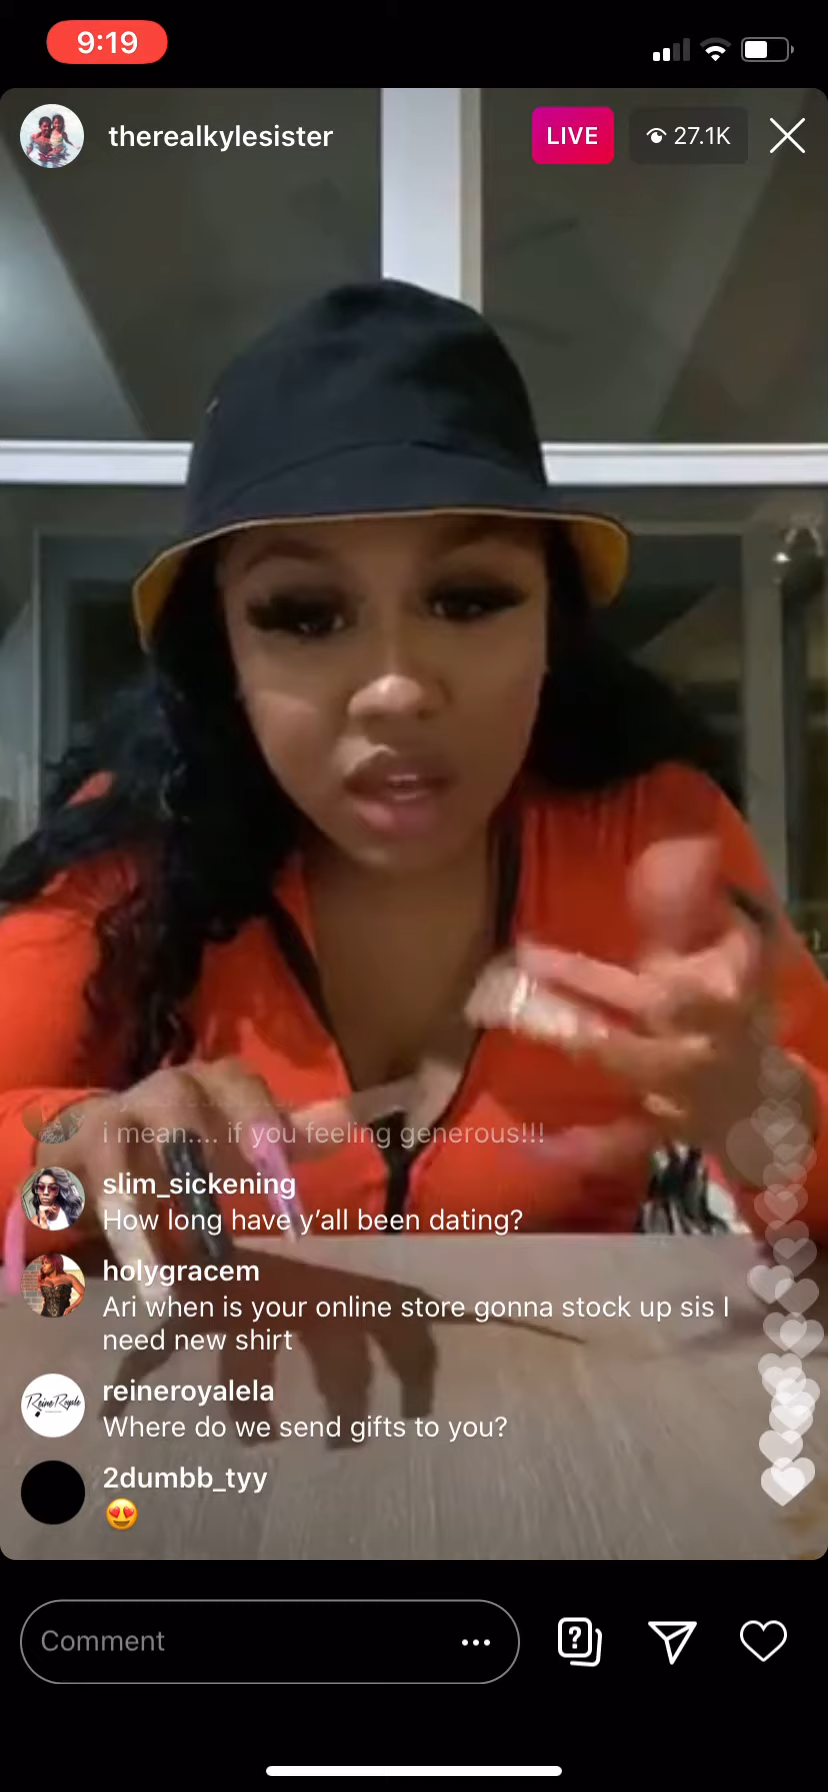 9:19
therealkylesister
LIVE
27.1K
i mean.... if you feeling generous!!!
slim_sickening
How long have y’all been dating?
holygracem
Ari when is your online store gonna stock up sis I
need new shirt
reineroyalela
Where do we send gifts to you?
2dumbb_tyy
😍
Comment